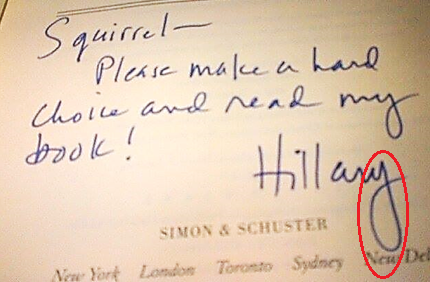 Squirrel—
Please make a hard
choice and read my
book!
Hillary
SIMON & SCHUSTER
New York London Toronto Sydney New Del